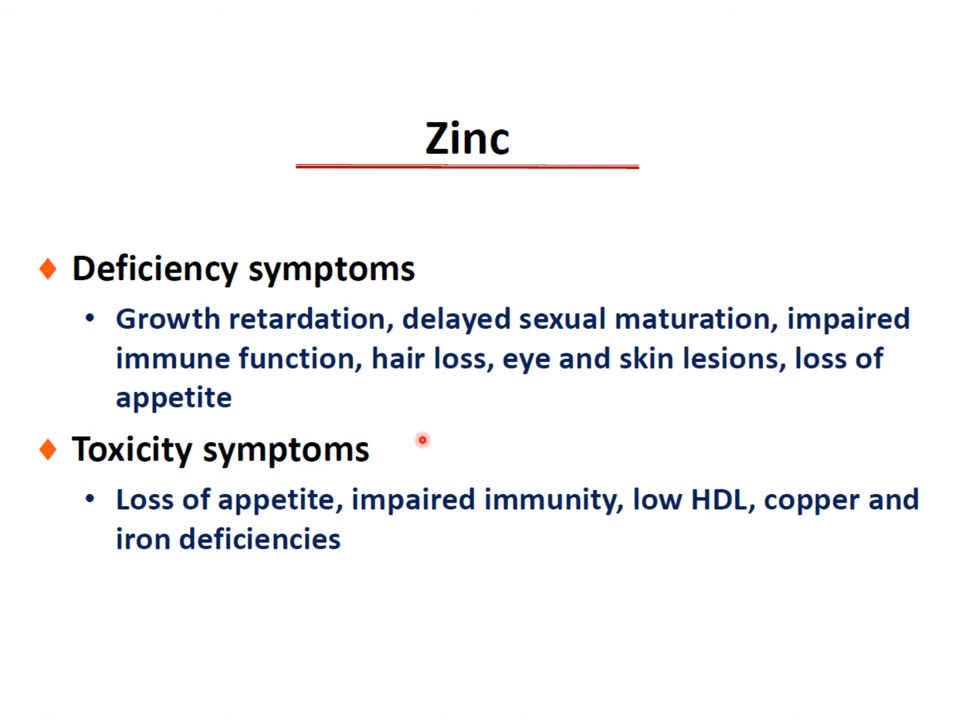 Zinc
Deficiency symptoms
• Growth retardation, delayed sexual maturation, impaired
immune function, hair loss, eye and skin lesions, loss of
appetite
Toxicity symptoms
• Loss of appetite, impaired immunity, low HDL, copper and
iron deficiencies